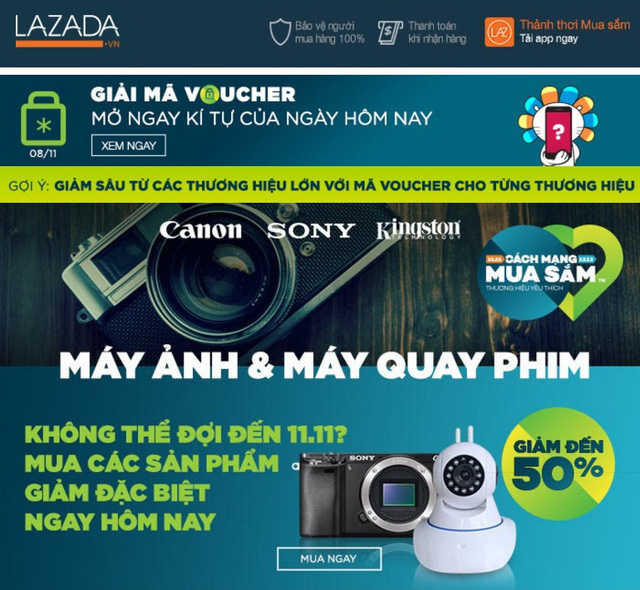 LAZADA
.VN
Bảo vệ người
mua hàng 100%
Thanh toán
khi nhận hàng
LAZ
Thảnh thơi Mua sắm
Tải app ngay
GIẢI MÃ VOUCHER
MỞ NGAY KÍ TỰ CỦA NGÀY HÔM NAY
XEM NGAY
*
08/11
?
GỢI Ý: GIẢM SÂU TỪ CÁC THƯƠNG HIỆU LỚN VỚI MÃ VOUCHER CHO TỪNG THƯƠNG HIỆU
Canon SONY Kingston
TECHNOLOGY
CÁCH MẠNG
MUA SẮM™
THƯƠNG HIỆU YÊU THÍCH
MÁY ẢNH & MÁY QUAY PHIM
KHÔNG THỂ ĐỢI ĐẾN 11.11?
MUA CÁC SẢN PHẨM
GIẢM ĐẶC BIỆT
NGAY HÔM NAY
SONY
GIẢM ĐẾN
50%
MUA NGAY